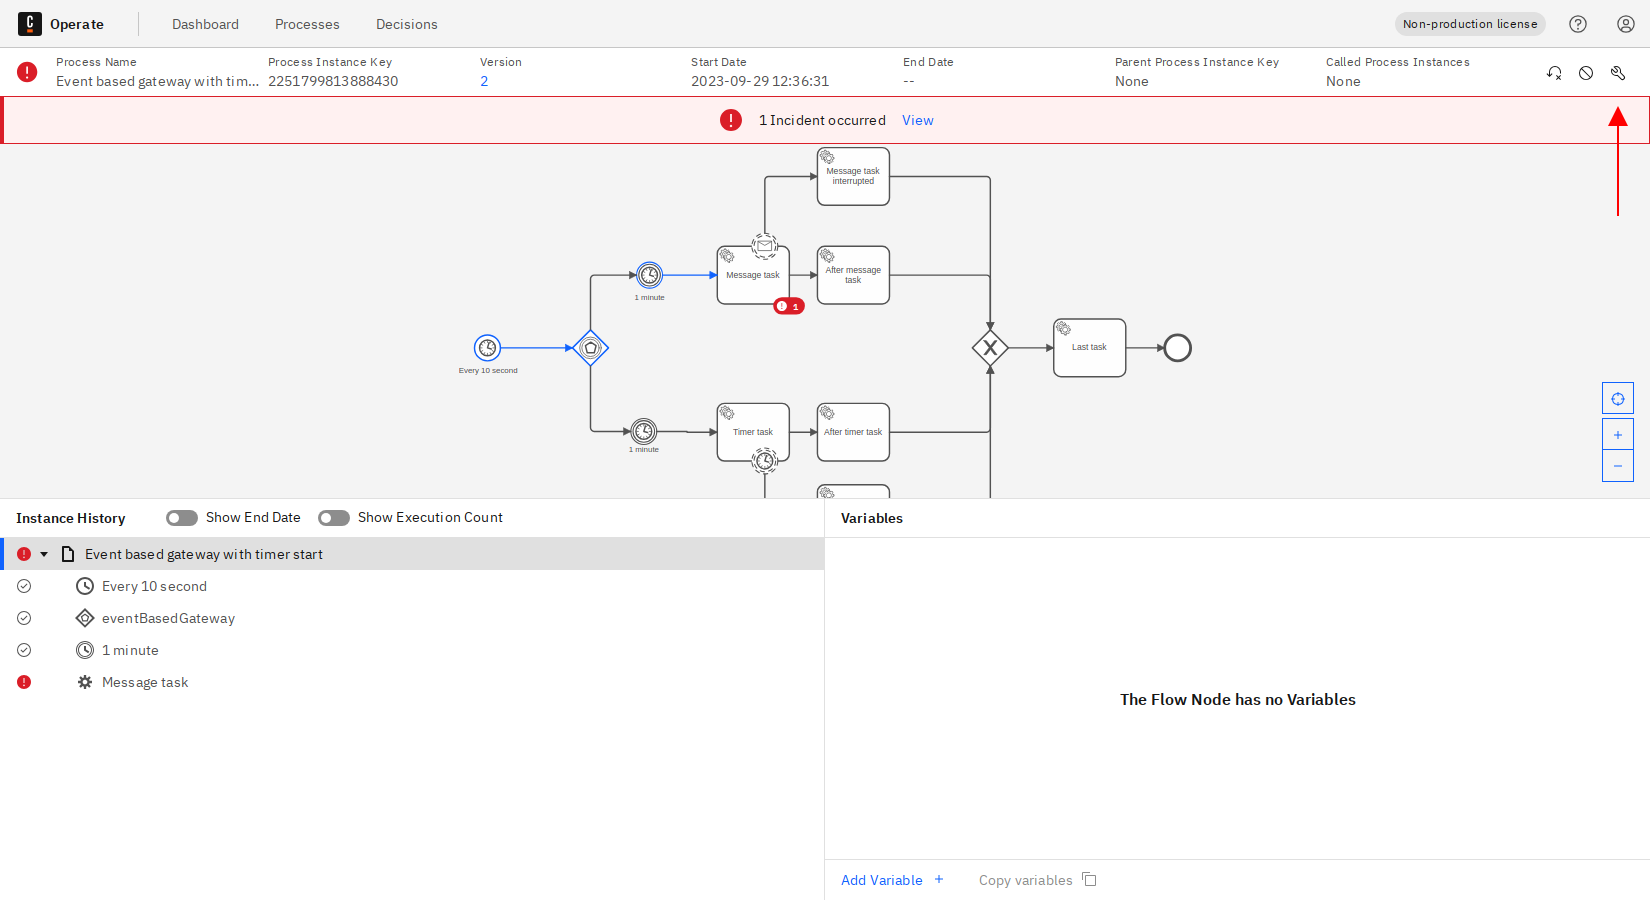 Operate
Dashboard
Processes
Decisions
Non-production license
Process Name
Process Instance Key
Version
Start Date
End Date
Parent Process Instance Key
Called Process Instances
Event based gateway with tim...
2251799813888430
2
2023-09-29 12:36:31
--
None
None
1 Incident occurred
View
Message task
interrupted
Message task
After message
task
1 minute
1
Every 10 second
Last task
Timer task
After timer task
1 minute
Instance History
Show End Date
Show Execution Count
Variables
Event based gateway with timer start
Every 10 second
eventBasedGateway
1 minute
Message task
The Flow Node has no Variables
Add Variable +
Copy variables